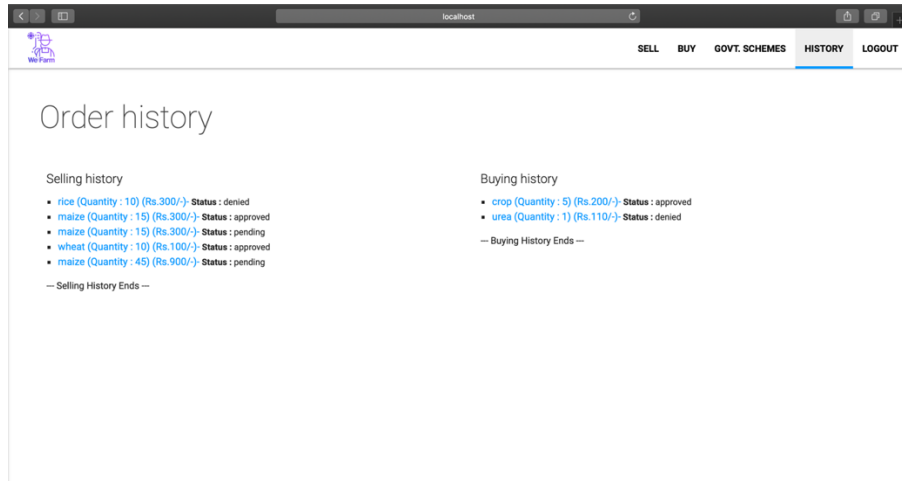 localhost
We Farm
SELL BUY GOVT. SCHEMES HISTORY LOGOUT
Order history
Selling history
rice (Quantity : 10) (Rs.300/-)- Status : denied
maize (Quantity : 15) (Rs.300/-)- Status : approved
maize (Quantity : 15) (Rs.300/-)- Status : pending
wheat (Quantity : 10) (Rs.100/-)- Status : approved
maize (Quantity : 45) (Rs.900/-)- Status : pending
--- Selling History Ends ---
Buying history
crop (Quantity : 5) (Rs.200/-)- Status : approved
urea (Quantity : 1) (Rs.110/-)- Status : denied
--- Buying History Ends ---